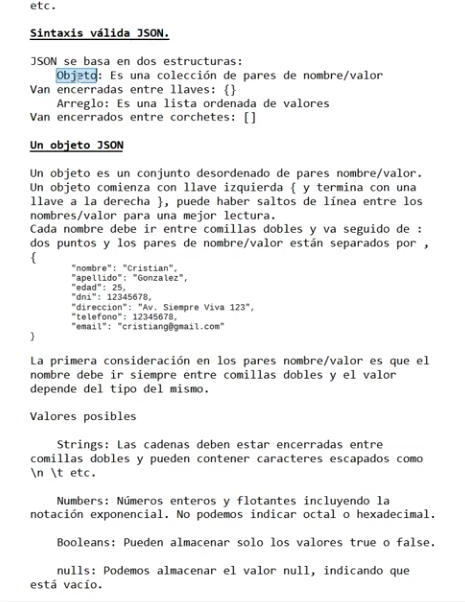 etc.
Sintaxis válida JSON.
JSON se basa en dos estructuras:
Objeto: Es una colección de pares de nombre/valor
Van encerradas entre llaves: {}
Arreglo: Es una lista ordenada de valores
Van encerrados entre corchetes: []
Un objeto JSON
Un objeto es un conjunto desordenado de pares nombre/valor.
Un objeto comienza con llave izquierda { y termina con una
llave a la derecha }, puede haber saltos de línea entre los
nombres/valor para una mejor lectura.
Cada nombre debe ir entre comillas dobles y va seguido de :
dos puntos y los pares de nombre/valor están separados por ,
{
"nombre": "Cristian",
"apellido": "Gonzalez",
"edad": 25,
"dni": 12345678,
"direccion": "Av. Siempre Viva 123",
"telefono": 12345678,
"email": "cristiang@gmail.com"
}
La primera consideración en los pares nombre/valor es que el
nombre debe ir siempre entre comillas dobles y el valor
depende del tipo del mismo.
Valores posibles
Strings: Las cadenas deben estar encerradas entre
comillas dobles y pueden contener caracteres escapados como
\n \t etc.
Numbers: Números enteros y flotantes incluyendo la
notación exponencial. No podemos indicar octal o hexadecimal.
Booleans: Pueden almacenar solo los valores true o false.
nulls: Podemos almacenar el valor null, indicando que
está vacío.